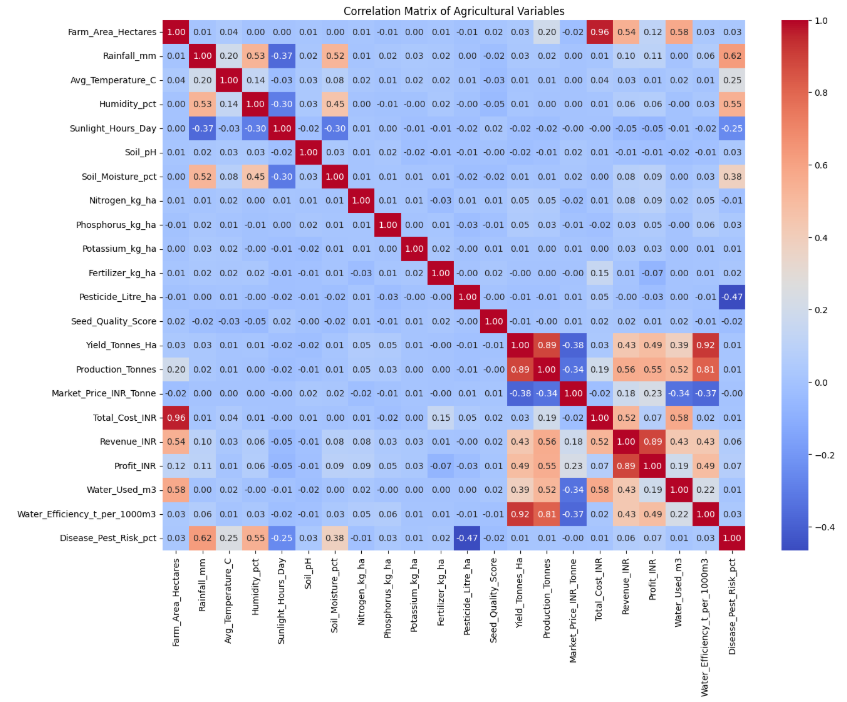 Correlation Matrix of Agricultural Variables
Farm_Area_Hectares 1.00 0.01 0.04 0.00 0.00 0.01 0.00 0.01 -0.01 0.00 0.01 -0.01 0.02 0.03 0.20 -0.02 0.96 0.54 0.12 0.58 0.03 0.03
Rainfall_mm 0.01 1.00 0.20 0.53 -0.37 0.02 0.52 0.01 0.02 0.03 0.02 0.00 -0.02 0.03 0.02 0.00 0.01 0.10 0.11 0.00 0.06 0.62
Avg_Temperature_C 0.04 0.20 1.00 0.14 -0.03 0.03 0.08 0.02 0.01 0.02 0.02 0.01 -0.03 0.01 0.01 0.00 0.04 0.03 0.01 0.02 0.01 0.25
Humidity_pct 0.00 0.53 0.14 1.00 -0.30 0.03 0.45 0.00 -0.01 -0.00 0.02 -0.00 -0.05 0.01 0.00 0.00 0.01 0.06 0.06 -0.00 0.03 0.55
Sunlight_Hours_Day 0.00 -0.37 -0.03 -0.30 1.00 -0.02 -0.30 0.01 0.00 -0.01 -0.01 -0.02 0.02 -0.02 -0.02 -0.00 -0.00 -0.05 -0.05 -0.01 -0.02 -0.25
Soil_pH 0.01 0.02 0.03 0.03 -0.02 1.00 0.03 0.01 0.02 -0.02 -0.01 -0.01 -0.00 -0.01 -0.00 -0.01 0.01 -0.01 -0.01 -0.01 -0.02 0.03
Soil_Moisture_pct 0.00 0.52 0.08 0.45 -0.30 0.03 1.00 0.01 0.01 0.01 0.01 -0.02 -0.02 0.01 0.01 -0.02 0.00 0.08 0.09 -0.00 0.01 0.38
Nitrogen_kg_ha 0.01 0.01 0.02 0.00 0.01 0.01 0.01 1.00 0.01 0.01 -0.03 0.01 0.01 0.05 0.05 -0.02 0.01 0.08 0.09 0.02 0.05 -0.01
Phosphorus_kg_ha -0.01 0.02 0.01 -0.01 0.00 0.02 0.01 0.01 1.00 0.02 0.01 -0.03 -0.01 0.05 0.03 -0.01 -0.02 0.03 0.05 -0.00 0.06 0.03
Potassium_kg_ha 0.00 0.03 0.02 -0.00 -0.01 -0.02 0.01 0.01 0.02 1.00 0.02 -0.00 0.01 0.01 0.00 0.01 -0.00 0.03 0.03 0.00 0.01 0.01
Fertilizer_kg_ha 0.01 0.02 0.02 0.02 -0.01 -0.01 0.01 -0.03 0.01 0.02 1.00 -0.00 0.02 -0.00 -0.00 -0.00 0.15 0.01 -0.07 0.00 0.01 0.02
Pesticide_Litre_ha -0.01 0.00 0.01 -0.00 -0.02 -0.01 -0.02 0.01 -0.03 -0.00 -0.00 1.00 -0.00 -0.01 -0.01 0.01 0.05 -0.00 -0.03 0.00 -0.01 -0.47
Seed_Quality_Score 0.02 -0.02 -0.03 -0.05 0.02 -0.00 -0.02 0.01 -0.01 0.01 0.02 -0.00 1.00 -0.01 -0.00 0.01 0.02 0.02 0.01 0.02 -0.01 -0.02
Yield_Tonnes_Ha 0.03 0.03 0.01 0.01 -0.02 -0.01 0.01 0.05 0.05 0.01 -0.00 -0.01 -0.01 1.00 0.89 -0.38 0.03 0.43 0.49 0.39 0.92 0.01
Production_Tonnes 0.20 0.02 0.01 0.00 -0.02 -0.00 0.01 0.05 0.03 0.00 -0.00 -0.01 -0.00 0.89 1.00 -0.34 0.19 0.56 0.55 0.52 0.81 0.01
Market_Price_INR_Tonne -0.02 0.00 0.00 0.00 -0.00 -0.01 -0.02 -0.02 -0.01 0.01 -0.00 0.01 0.01 -0.38 -0.34 1.00 -0.02 0.18 0.23 -0.34 -0.37 -0.00
Total_Cost_INR 0.96 0.01 0.04 0.01 -0.00 0.01 0.00 0.01 -0.02 -0.00 0.15 0.05 0.02 0.03 0.19 -0.02 1.00 0.52 0.07 0.58 0.02 0.01
Revenue_INR 0.54 0.10 0.03 0.06 -0.05 -0.01 0.08 0.08 0.03 0.03 0.01 -0.00 0.02 0.43 0.56 0.18 0.52 1.00 0.89 0.43 0.43 0.06
Profit_INR 0.12 0.11 0.01 0.06 -0.05 -0.01 0.09 0.09 0.05 0.03 -0.07 -0.03 0.01 0.49 0.55 0.23 0.07 0.89 1.00 0.19 0.49 0.07
Water_Used_m3 0.58 0.00 0.02 -0.00 -0.01 -0.01 -0.00 0.02 -0.00 0.00 0.00 0.00 0.02 0.39 0.52 -0.34 0.58 0.43 0.19 1.00 0.22 0.01
Water_Efficiency_t_per_1000m3 0.03 0.06 0.01 0.03 -0.02 -0.02 0.01 0.05 0.06 0.01 0.01 -0.01 -0.01 0.92 0.81 -0.37 0.02 0.43 0.49 0.22 1.00 0.03
Disease_Pest_Risk_pct 0.03 0.62 0.25 0.55 -0.25 0.03 0.38 -0.01 0.03 0.01 0.02 -0.47 -0.02 0.01 0.01 -0.00 0.01 0.06 0.07 0.01 0.03 1.00
Farm_Area_Hectares
Rainfall_mm
Avg_Temperature_C
Humidity_pct
Sunlight_Hours_Day
Soil_pH
Soil_Moisture_pct
Nitrogen_kg_ha
Phosphorus_kg_ha
Potassium_kg_ha
Fertilizer_kg_ha
Pesticide_Litre_ha
Seed_Quality_Score
Yield_Tonnes_Ha
Production_Tonnes
Market_Price_INR_Tonne
Total_Cost_INR
Revenue_INR
Profit_INR
Water_Used_m3
Water_Efficiency_t_per_1000m3
Disease_Pest_Risk_pct
1.0
0.8
0.6
0.4
0.2
0.0
−0.2
−0.4